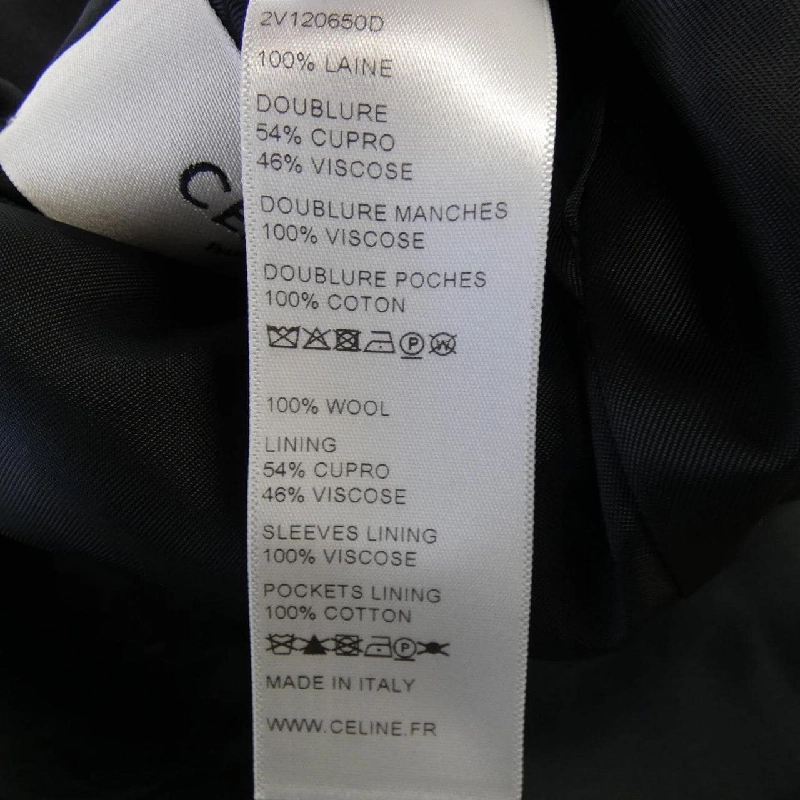 2V120650D
100% LAINE
DOUBLURE
54% CUPRO
46% VISCOSE
DOUBLURE MANCHES
100% VISCOSE
DOUBLURE POCHES
100% COTON
P W
100% WOOL
LINING
54% CUPRO
46% VISCOSE
SLEEVES LINING
100% VISCOSE
POCKETS LINING
100% COTTON
P
MADE IN ITALY
WWW.CELINE.FR
CE